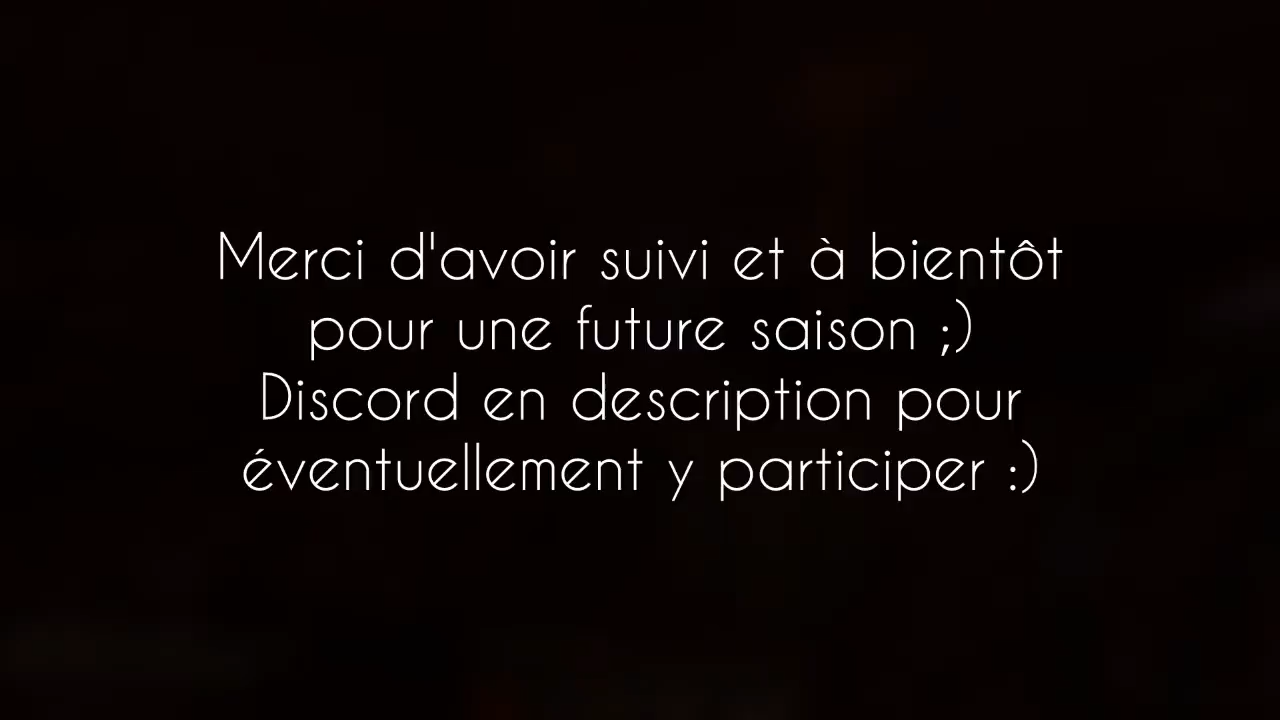 Merci d'avoir suivi et à bientôt
pour une future saison ;)
Discord en description pour
éventuellement y participer :)